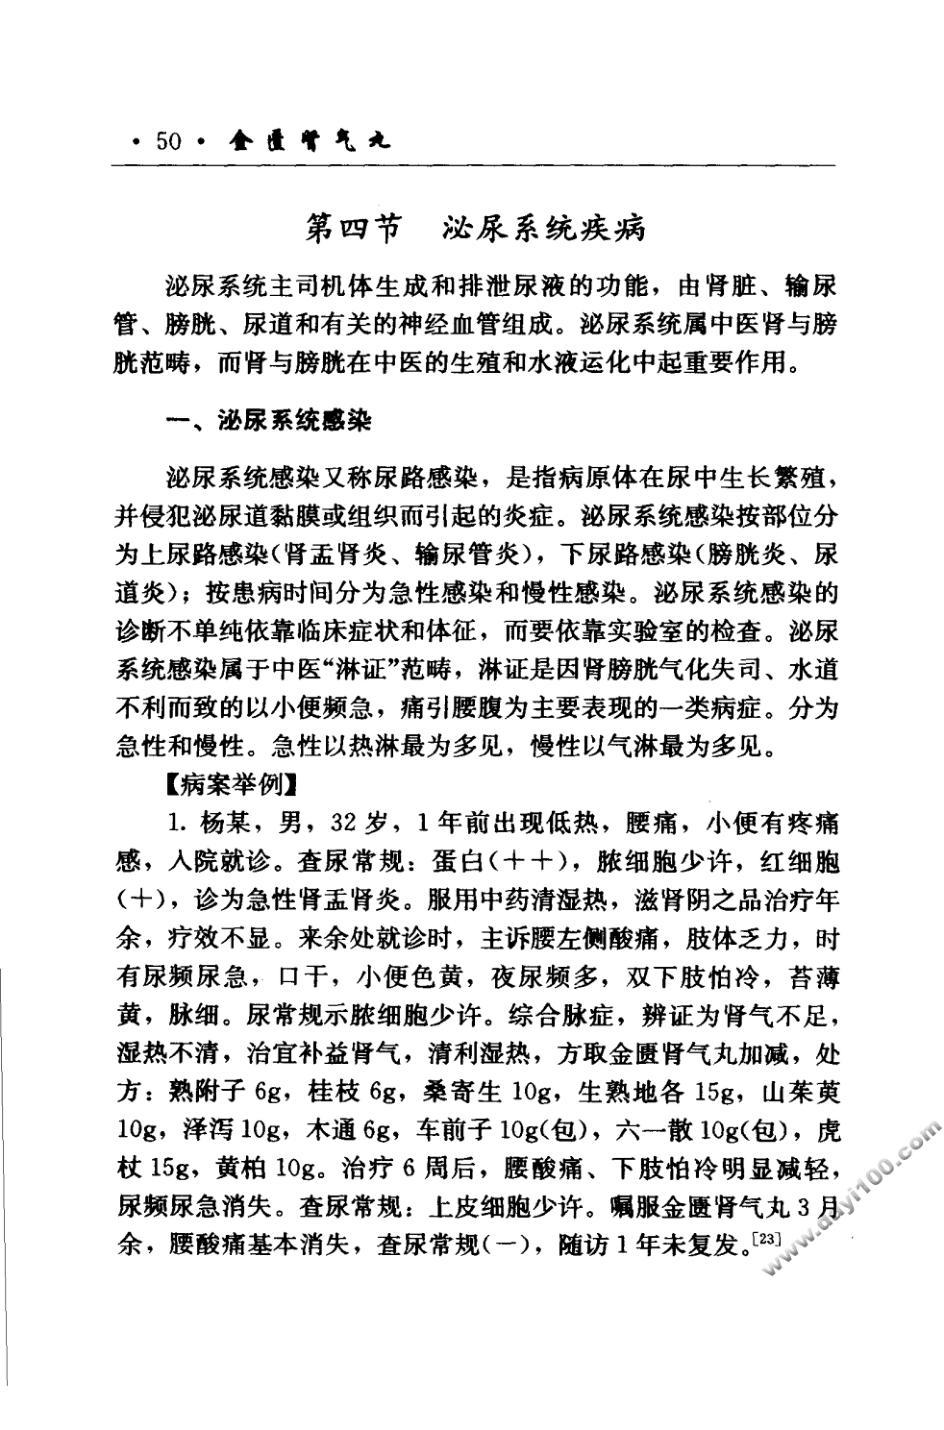 ·50· 金匮肾气丸
第四节 泌尿系统疾病
泌尿系统主司机体生成和排泄尿液的功能，由肾脏、输尿
管、膀胱、尿道和有关的神经血管组成。泌尿系统属中医肾与膀
胱范畴，而肾与膀胱在中医的生殖和水液运化中起重要作用。
一、泌尿系统感染
泌尿系统感染又称尿路感染，是指病原体在尿中生长繁殖，
并侵犯泌尿道黏膜或组织而引起的炎症。泌尿系统感染按部位分
为上尿路感染(肾盂肾炎、输尿管炎)，下尿路感染(膀胱炎、尿
道炎)；按患病时间分为急性感染和慢性感染。泌尿系统感染的
诊断不单纯依靠临床症状和体征，而要依靠实验室的检查。泌尿
系统感染属于中医“淋证”范畴，淋证是因肾膀胱气化失司、水道
不利而致的以小便频急，痛引腰腹为主要表现的一类病症。分为
急性和慢性。急性以热淋最为多见，慢性以气淋最为多见。
【病案举例】
1. 杨某，男，32 岁，1 年前出现低热，腰痛，小便有疼痛
感，入院就诊。查尿常规：蛋白(＋＋)，脓细胞少许，红细胞
(＋)，诊为急性肾盂肾炎。服用中药清湿热，滋肾阴之品治疗年
余，疗效不显。来余处就诊时，主诉腰左侧酸痛，肢体乏力，时
有尿频尿急，口干，小便色黄，夜尿频多，双下肢怕冷，苔薄
黄，脉细。尿常规示脓细胞少许。综合脉症，辨证为肾气不足，
湿热不清，治宜补益肾气，清利湿热，方取金匮肾气丸加减，处
方：熟附子 6g，桂枝 6g，桑寄生 10g，生熟地各 15g，山茱萸
10g，泽泻 10g，木通 6g，车前子 10g(包)，六一散 10g(包)，虎
杖 15g，黄柏 10g。治疗 6 周后，腰酸痛、下肢怕冷明显减轻，
尿频尿急消失。查尿常规：上皮细胞少许。嘱服金匮肾气丸 3 月
余，腰酸痛基本消失，查尿常规(－)，随访 1 年未复发。[23]
www.dayi100.com